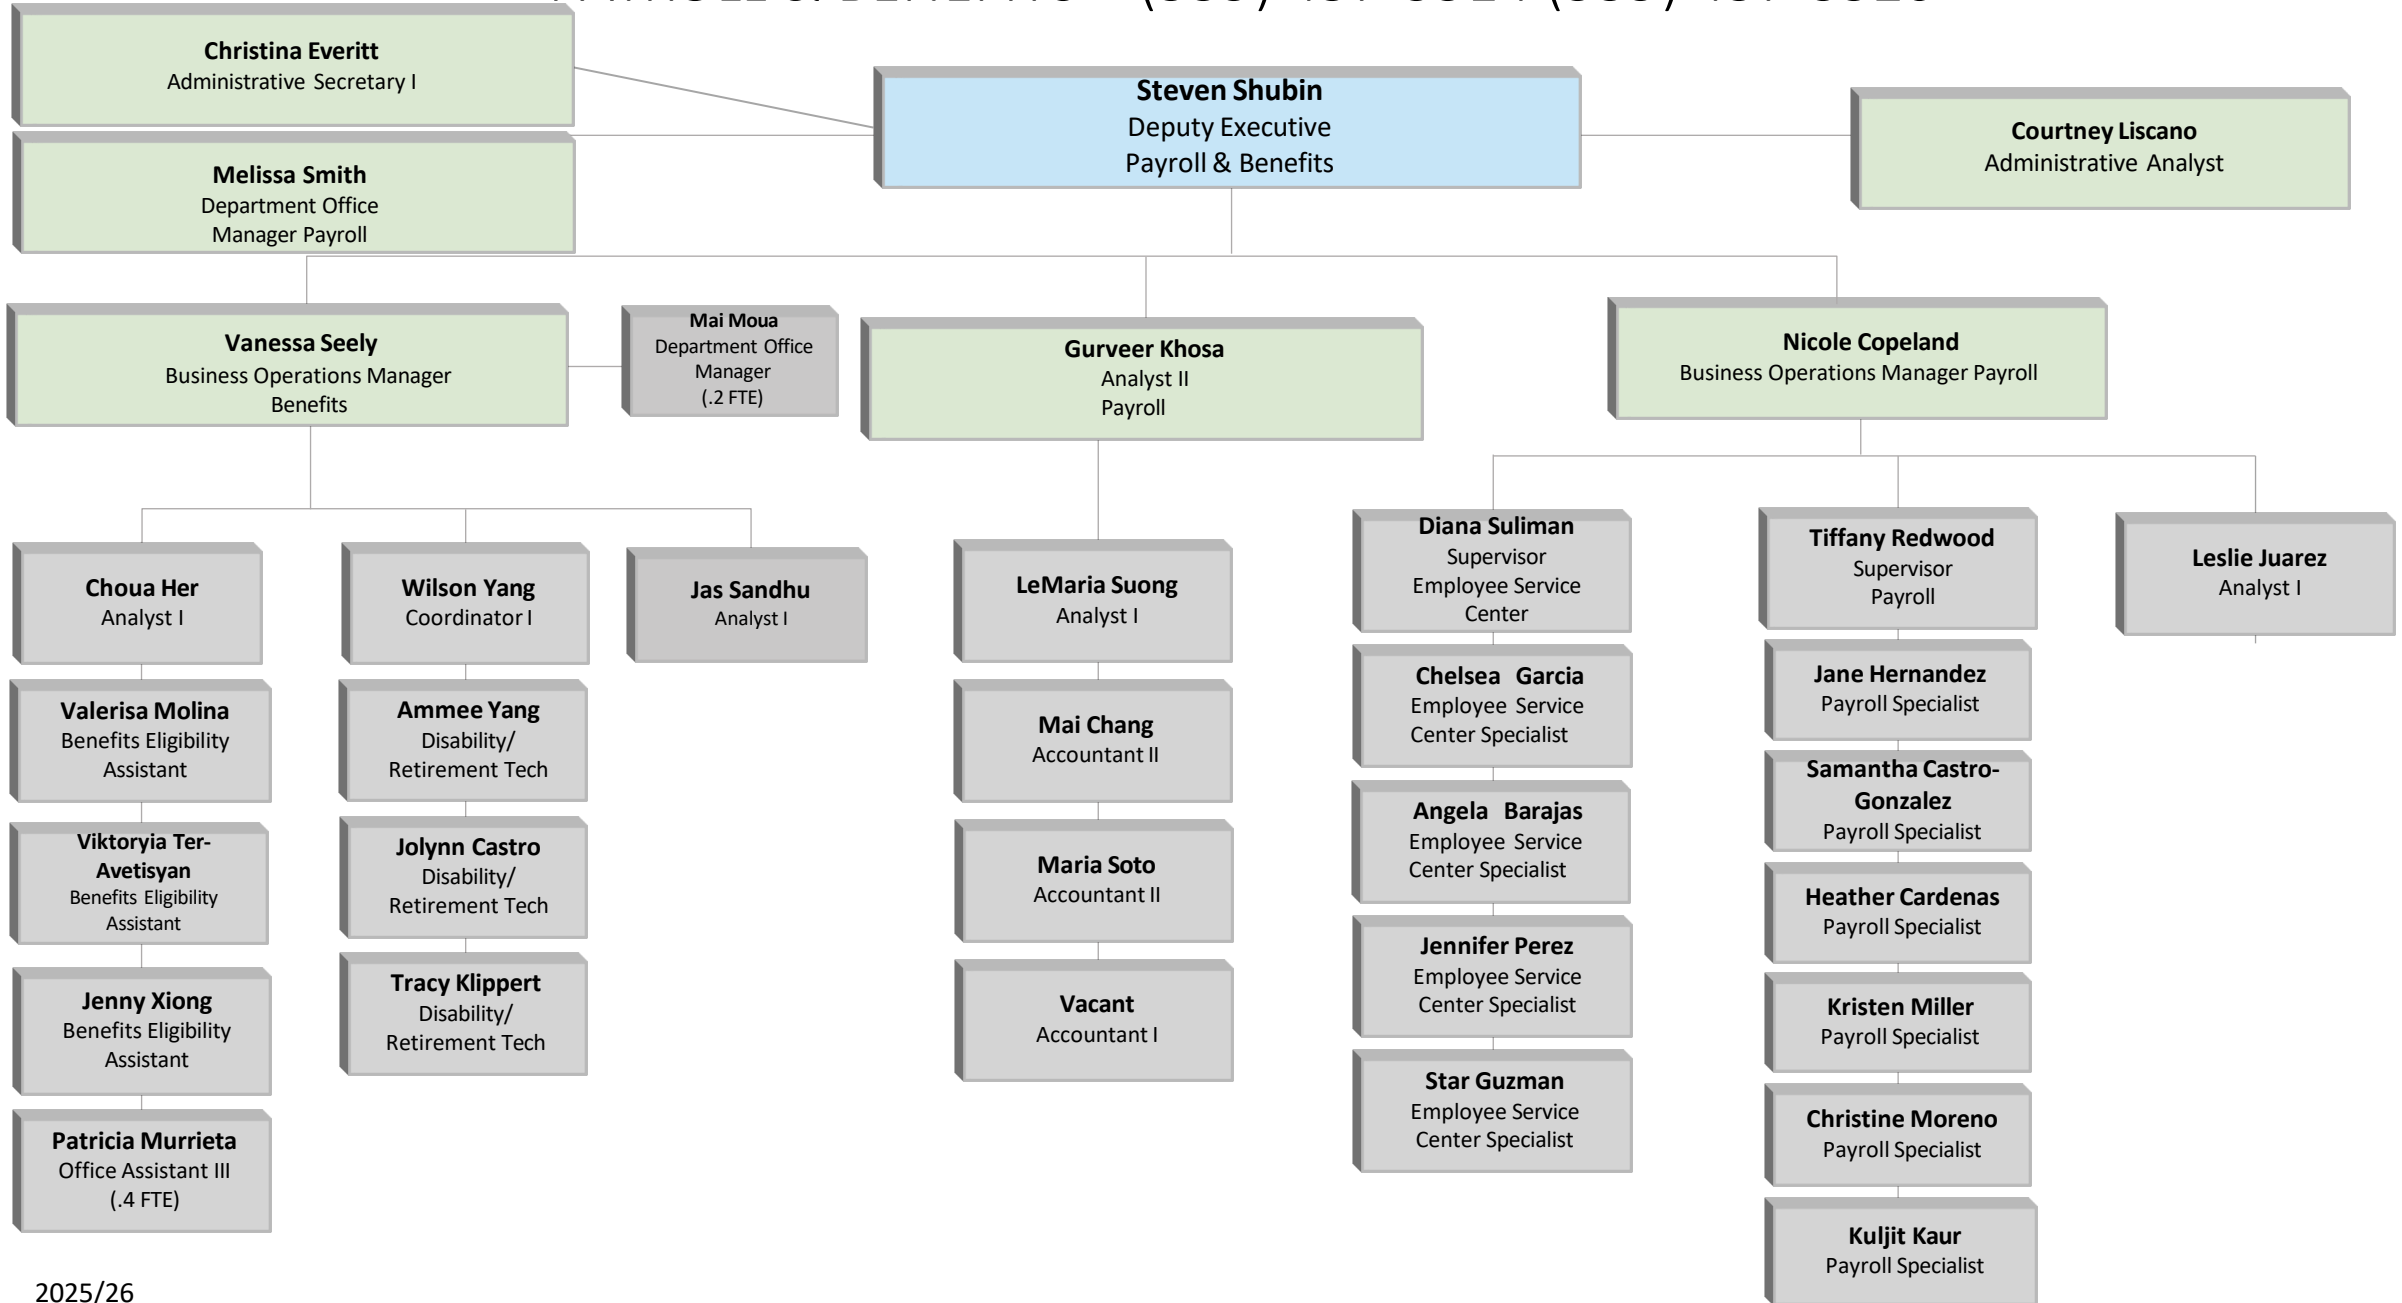 Christina Everitt
Administrative Secretary I
Steven Shubin
Deputy Executive
Payroll & Benefits
Courtney Liscano
Administrative Analyst
Melissa Smith
Department Office
Manager Payroll
Vanessa Seely
Business Operations Manager
Benefits
Mai Moua
Department Office
Manager
(.2 FTE)
Gurveer Khosa
Analyst II
Payroll
Nicole Copeland
Business Operations Manager Payroll
Choua Her
Analyst I
Valerisa Molina
Benefits Eligibility
Assistant
Viktoryia Ter-
Avetisyan
Benefits Eligibility
Assistant
Jenny Xiong
Benefits Eligibility
Assistant
Patricia Murrieta
Office Assistant III
(.4 FTE)
Wilson Yang
Coordinator I
Ammee Yang
Disability/
Retirement Tech
Jolynn Castro
Disability/
Retirement Tech
Tracy Klippert
Disability/
Retirement Tech
Jas Sandhu
Analyst I
LeMaria Suong
Analyst I
Mai Chang
Accountant II
Maria Soto
Accountant II
Vacant
Accountant I
Diana Suliman
Supervisor
Employee Service
Center
Chelsea Garcia
Employee Service
Center Specialist
Angela Barajas
Employee Service
Center Specialist
Jennifer Perez
Employee Service
Center Specialist
Star Guzman
Employee Service
Center Specialist
Tiffany Redwood
Supervisor
Payroll
Jane Hernandez
Payroll Specialist
Samantha Castro-
Gonzalez
Payroll Specialist
Heather Cardenas
Payroll Specialist
Kristen Miller
Payroll Specialist
Christine Moreno
Payroll Specialist
Kuljit Kaur
Payroll Specialist
Leslie Juarez
Analyst I
2025/26